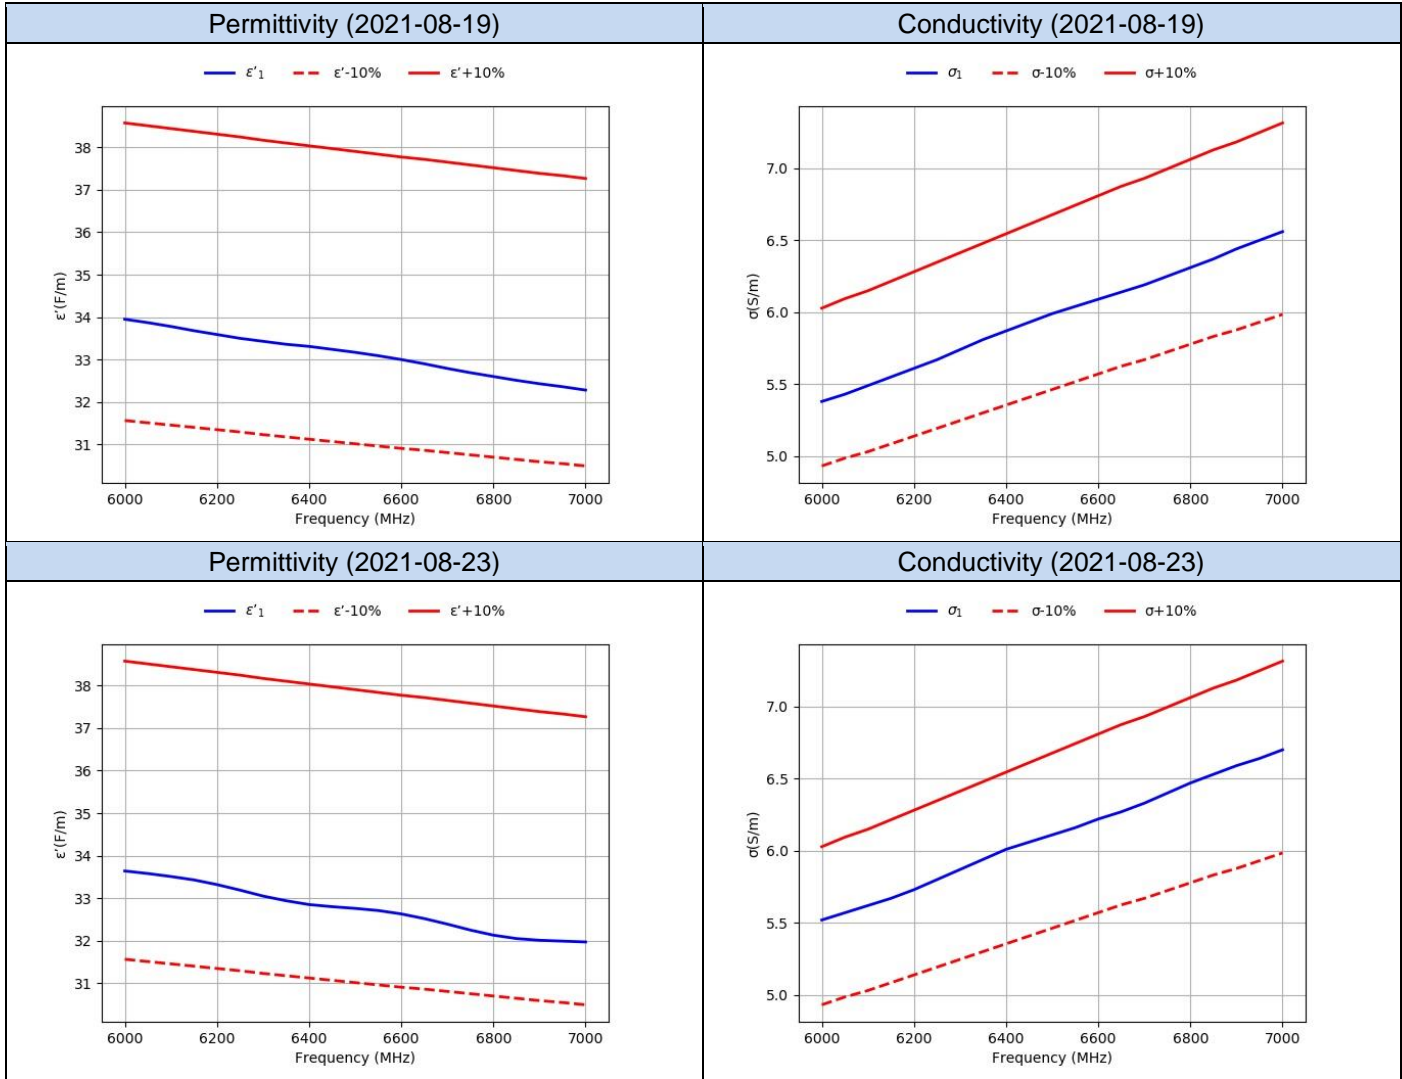 Permittivity (2021-08-19)
Conductivity (2021-08-19)
ε'₁ ε'-10% ε'+10%
38
37
36
35
34
33
32
31
ε'(F/m)
6000 6200 6400 6600 6800 7000
Frequency (MHz)
σ₁ σ-10% σ+10%
7.0
6.5
6.0
5.5
5.0
σ(S/m)
6000 6200 6400 6600 6800 7000
Frequency (MHz)
Permittivity (2021-08-23)
Conductivity (2021-08-23)
ε'₁ ε'-10% ε'+10%
38
37
36
35
34
33
32
31
ε'(F/m)
6000 6200 6400 6600 6800 7000
Frequency (MHz)
σ₁ σ-10% σ+10%
7.0
6.5
6.0
5.5
5.0
σ(S/m)
6000 6200 6400 6600 6800 7000
Frequency (MHz)